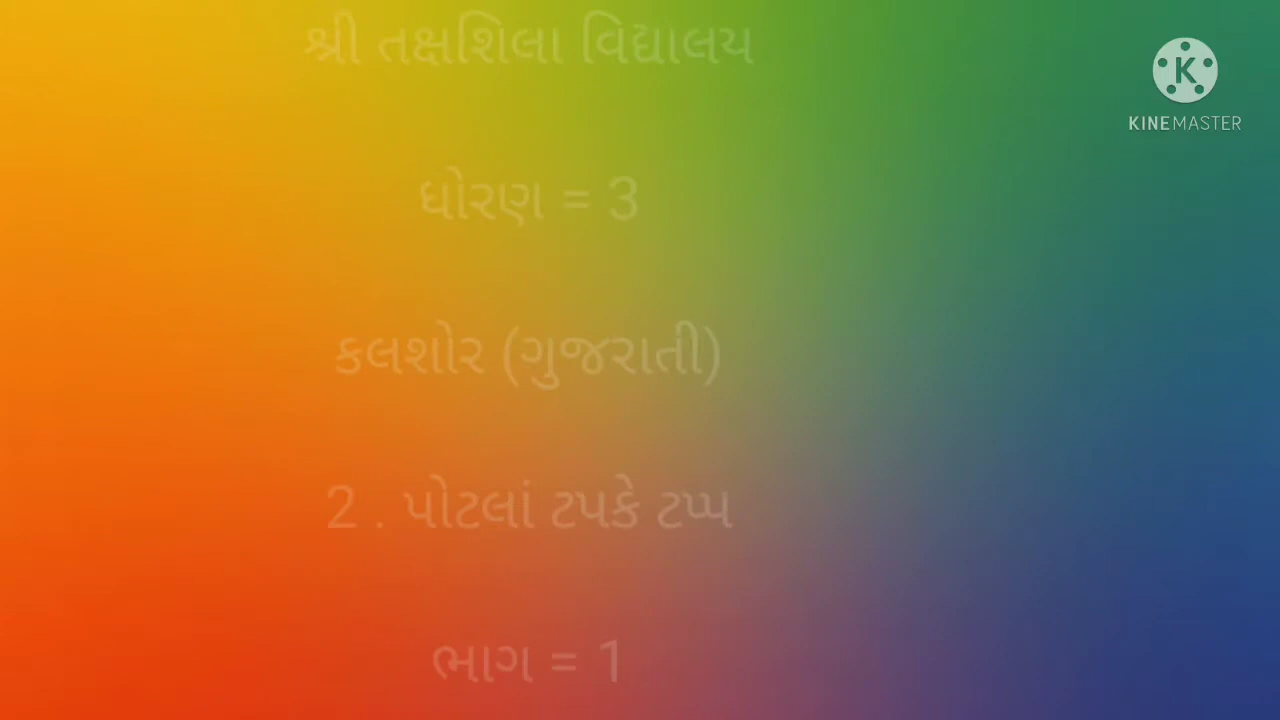 શ્રી તક્ષશિલા વિદ્યાલય
KINEMASTER
ધોરણ = 3
કલશોર (ગુજરાતી)
2 . પોટલાં ટપકે ટપ્પ
ભાગ = 1